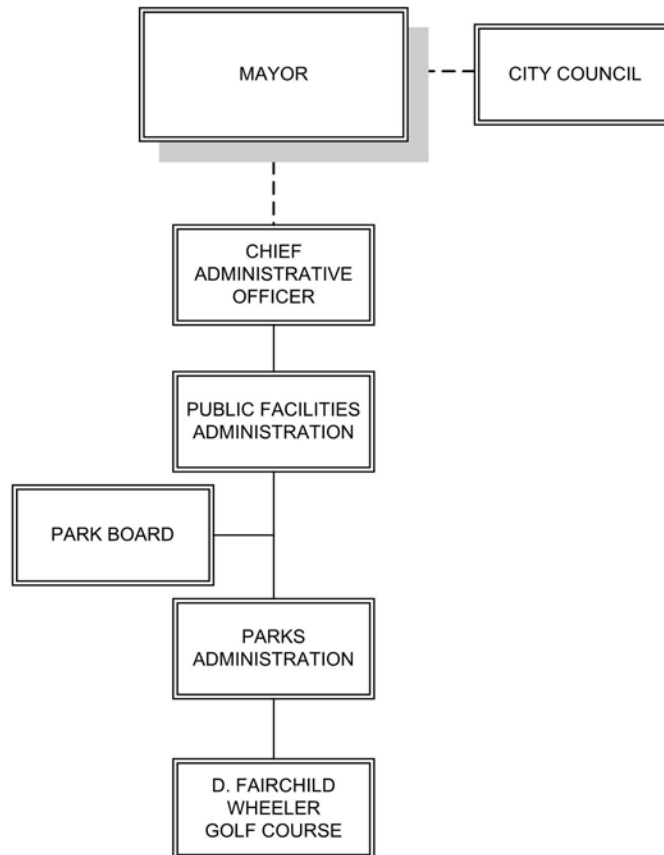 MAYOR
CITY COUNCIL
CHIEF
ADMINISTRATIVE
OFFICER
PUBLIC FACILITIES
ADMINISTRATION
PARK BOARD
PARKS
ADMINISTRATION
D. FAIRCHILD
WHEELER
GOLF COURSE